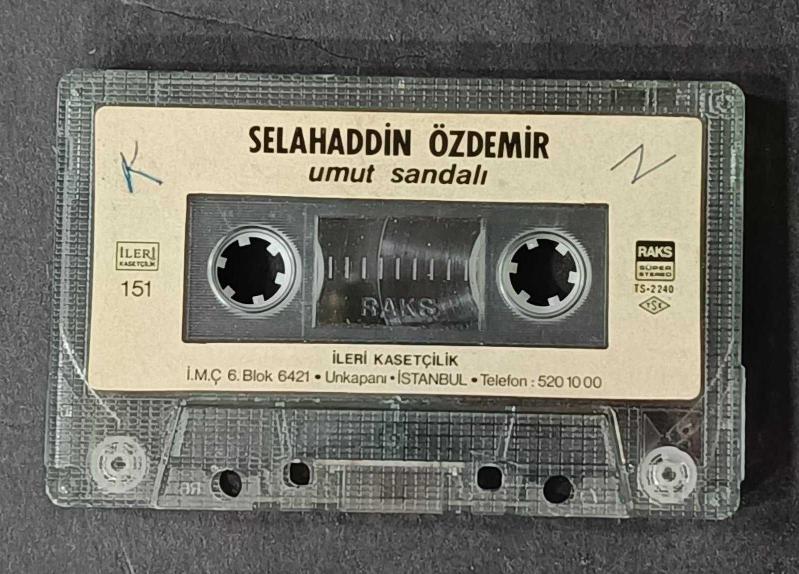 SELAHADDİN ÖZDEMİR
umut sandalı
K
N
İLERİ
KASETÇİLİK
151
RAKS
SÜPER
STEREO
TS-2240
TSE
RAKS
İLERİ KASETÇİLİK
İ.M.Ç 6. Blok 6421 • Unkapanı • İSTANBUL • Telefon : 520 10 00